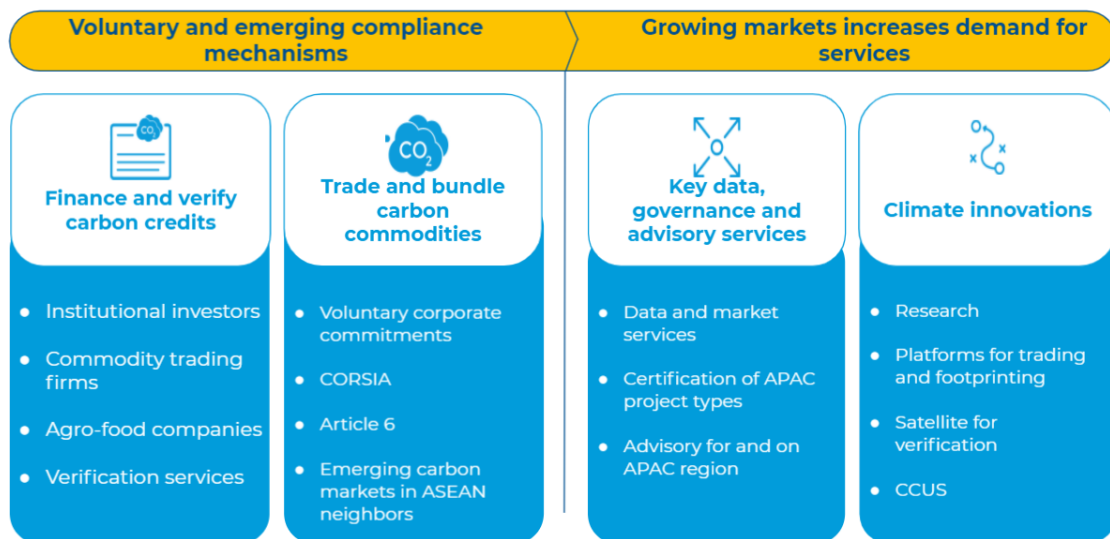 Voluntary and emerging compliance
mechanisms
Growing markets increases demand for
services
CO₂
Finance and verify
carbon credits
• Institutional investors
• Commodity trading
firms
• Agro-food companies
• Verification services
CO₂
Trade and bundle
carbon
commodities
• Voluntary corporate
commitments
• CORSIA
• Article 6
• Emerging carbon
markets in ASEAN
neighbors
Key data,
governance and
advisory services
• Data and market
services
• Certification of APAC
project types
• Advisory for and on
APAC region
Climate innovations
• Research
• Platforms for trading
and footprinting
• Satellite for
verification
• CCUS